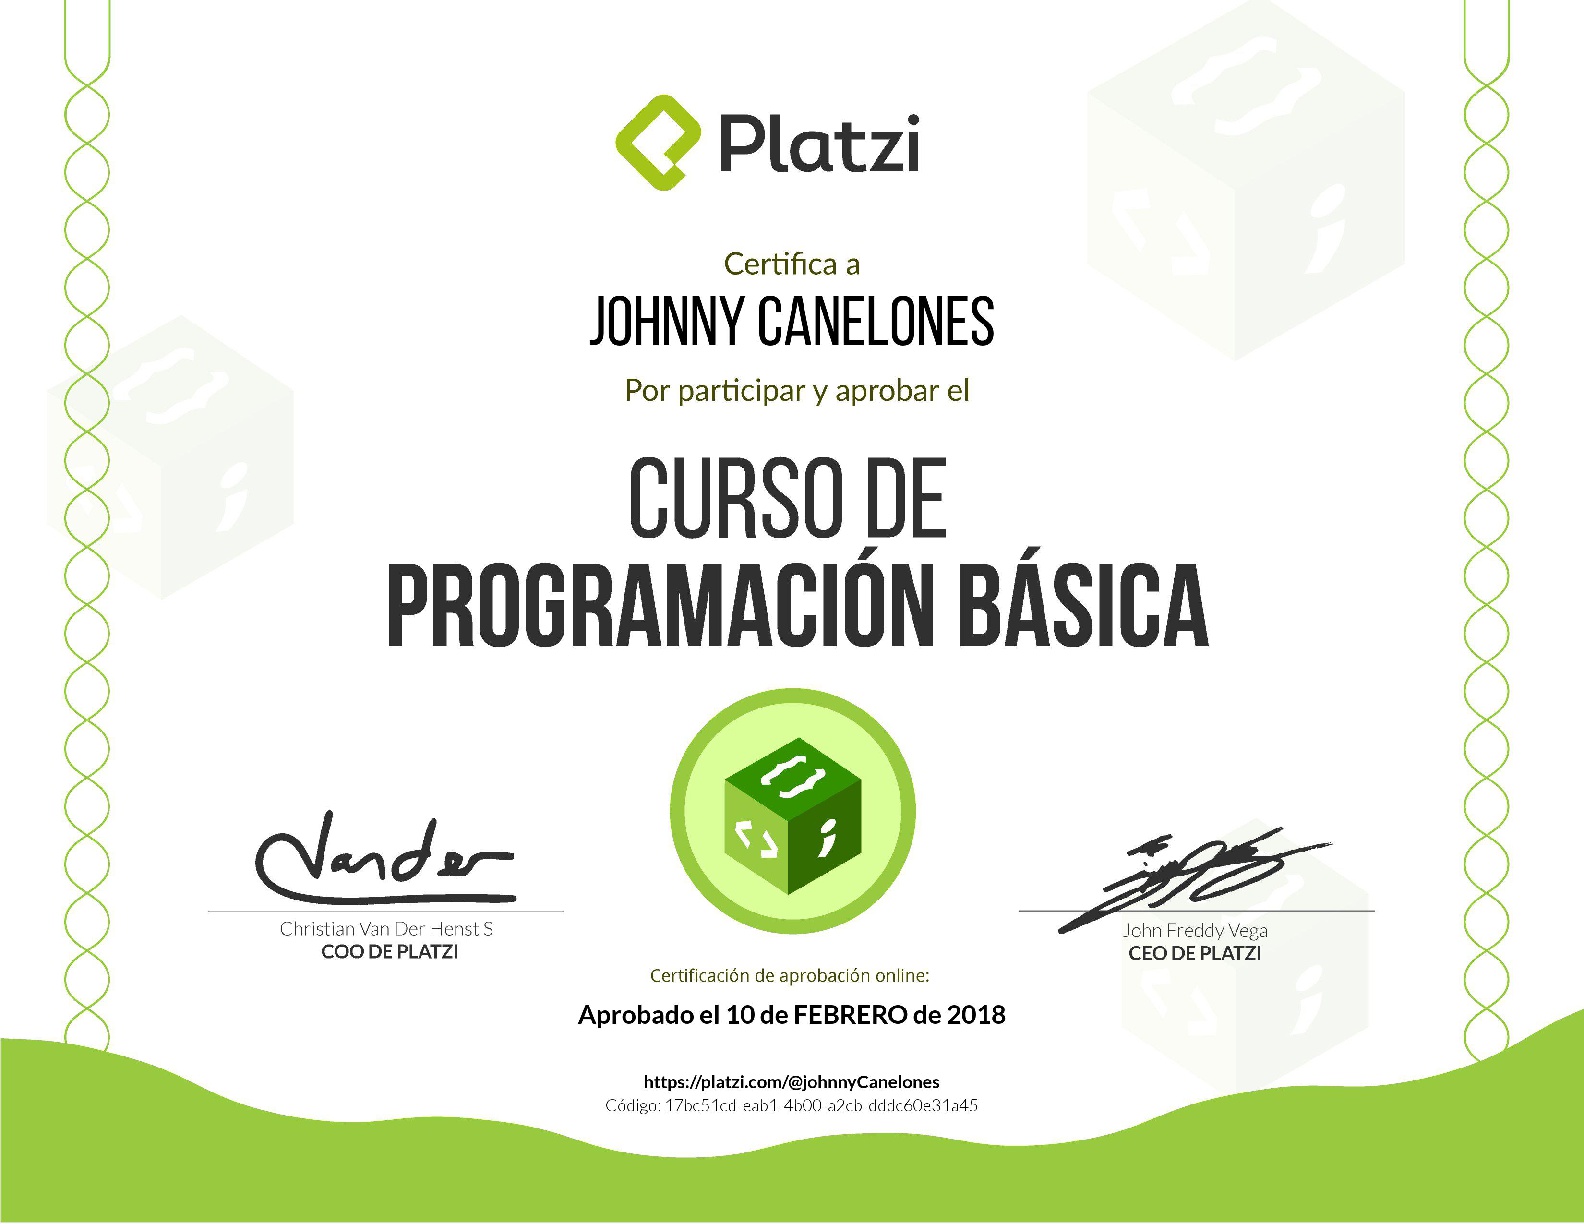 Platzi
Certifica a
JOHNNY CANELONES
Por participar y aprobar el
CURSO DE
PROGRAMACIÓN BÁSICA
Vander
Christian Van Der Henst S
COO DE PLATZI
John Freddy Vega
CEO DE PLATZI
Certificación de aprobación online:
Aprobado el 10 de FEBRERO de 2018
https://platzi.com/@johnnyCanelones
Código: 17bc51cd-eab1-4b00-a2cb-dddc60e31a45